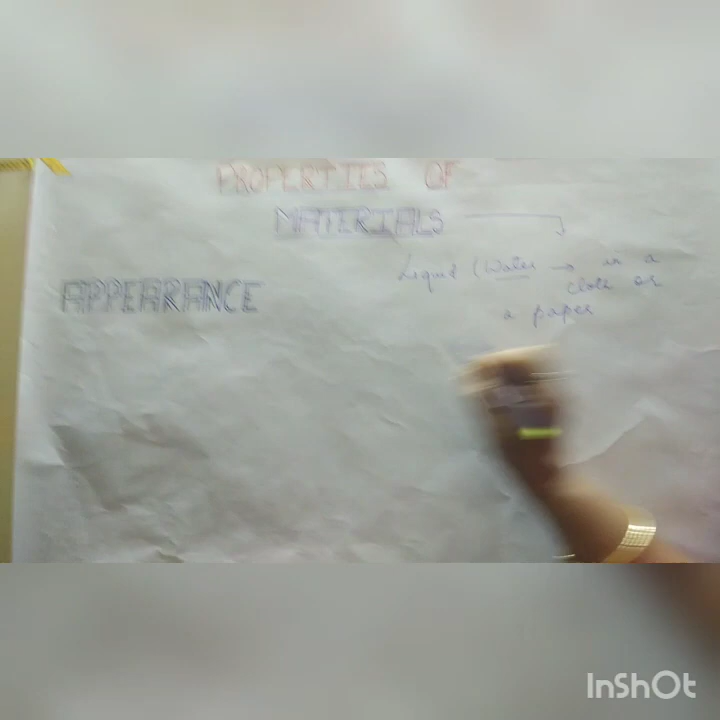 PROPERTIES OF
MATERIALS
APPEARANCE
Liquid (Water → in a
cloth or
a paper
InShOt